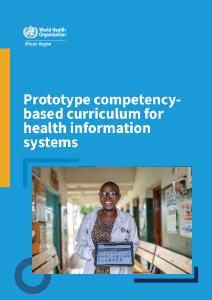 World Health
Organization
African Region
Prototype competency-
based curriculum for
health information
systems